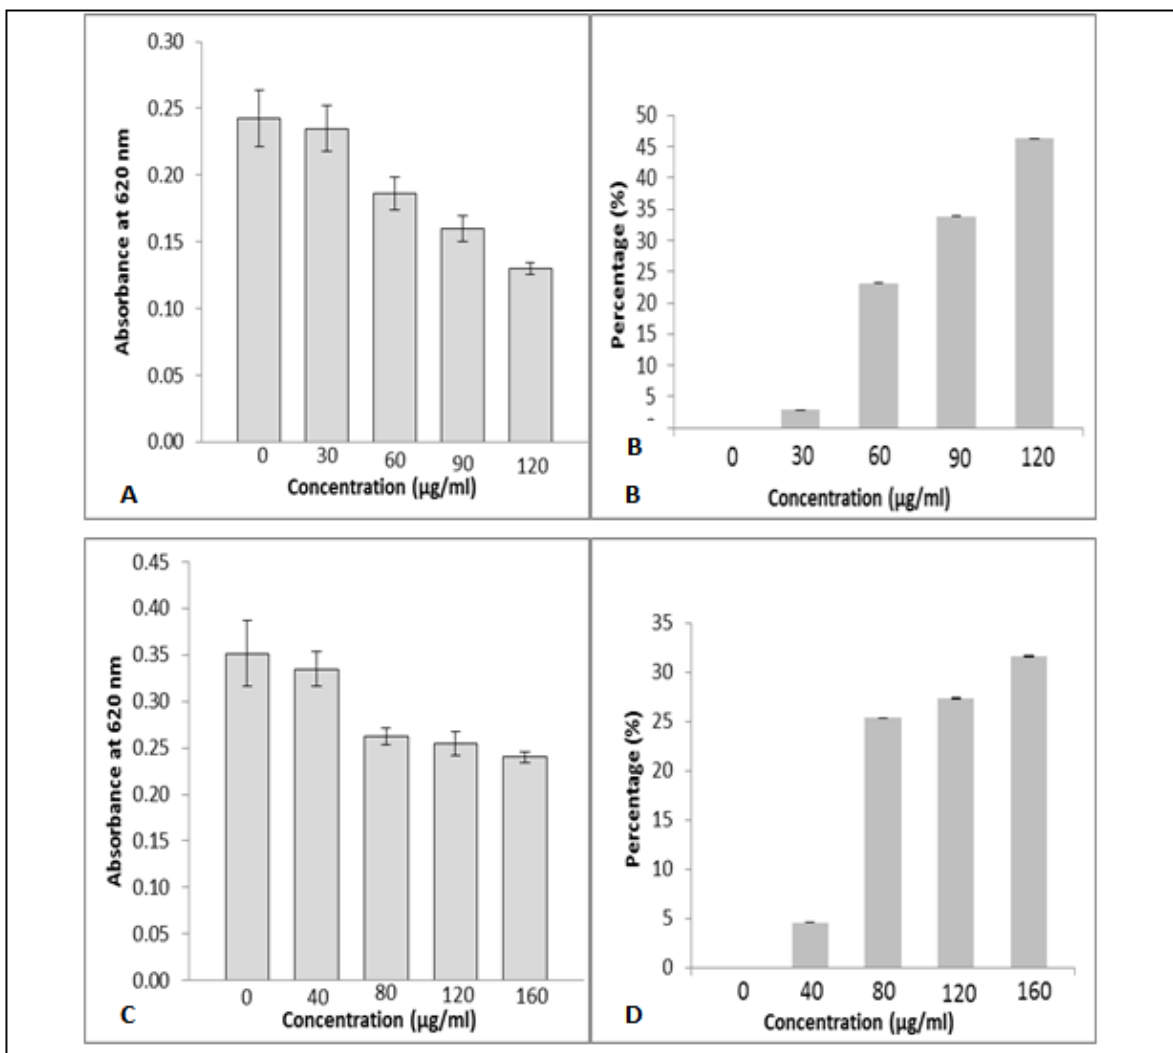 0.30
0.25
0.20
0.15
0.10
0.05
0.00
Absorbance at 620 nm
0 30 60 90 120
Concentration (µg/ml)
A
50
45
40
35
30
25
20
15
10
5
-
Percentage (%)
B
0 30 60 90 120
B
Concentration (µg/ml)
0.45
0.40
0.35
0.30
0.25
0.20
0.15
0.10
0.05
0.00
Absorbance at 620 nm
0 40 80 120 160
C
Concentration (µg/ml)
35
30
25
20
15
10
5
0
Percentage (%)
0 40 80 120 160
D
Concentration (µg/ml)